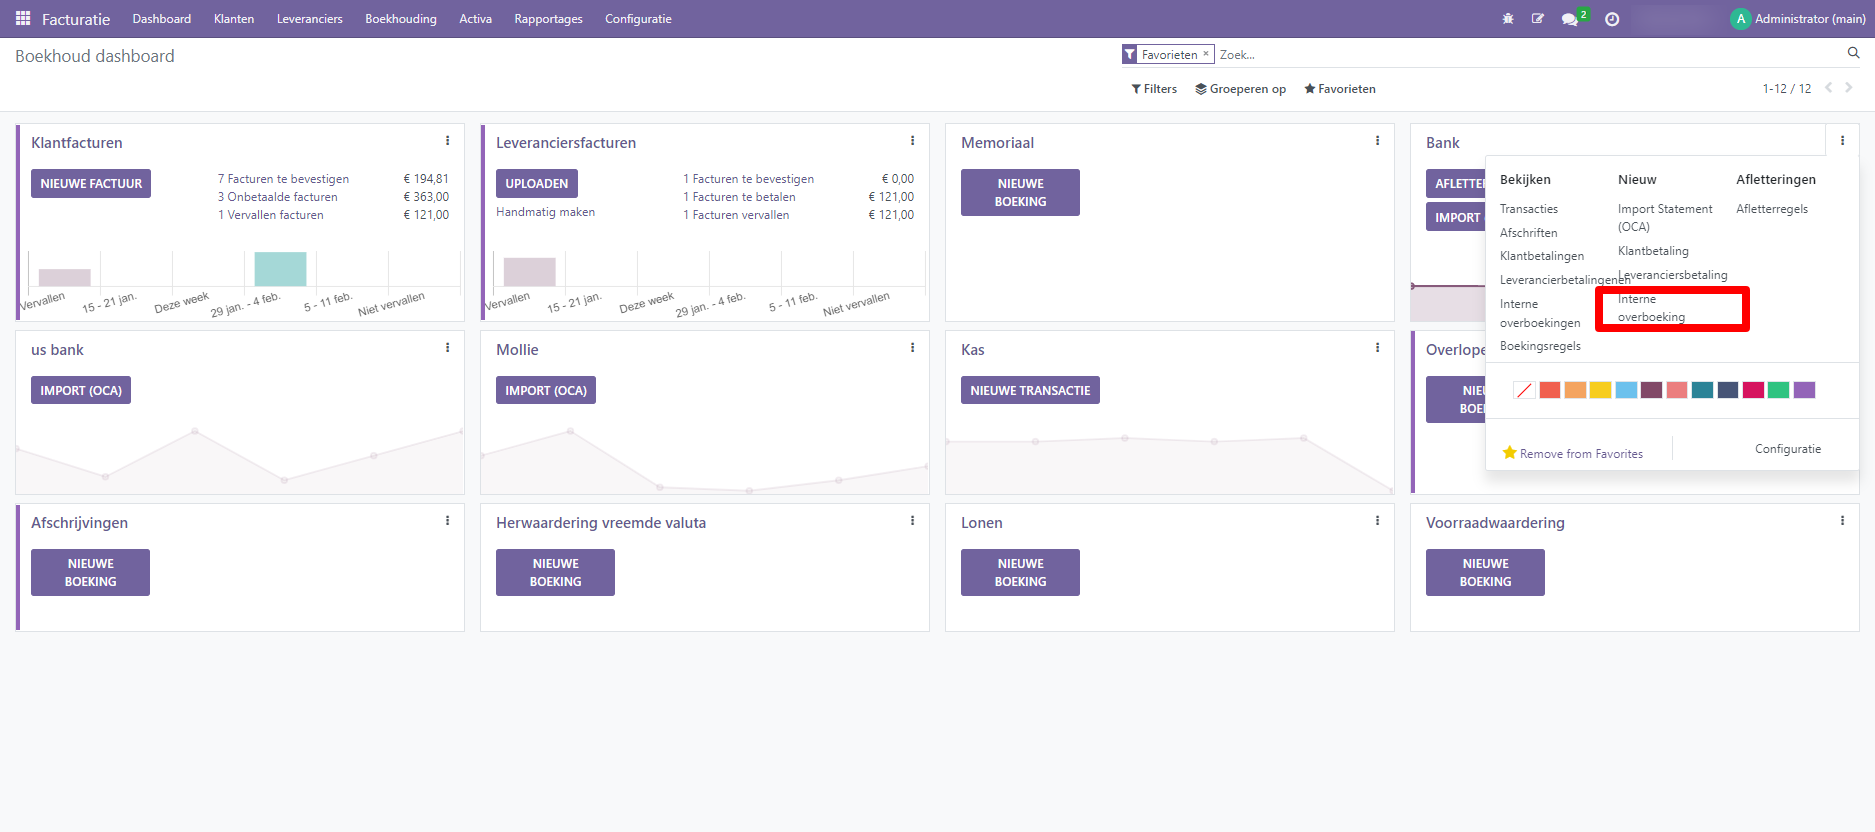 Facturatie Dashboard Klanten Leveranciers Boekhouding Activa Rapportages Configuratie 2 A Administrator (main)
Boekhoud dashboard
Favorieten × Zoek...
Filters Groeperen op Favorieten
1-12 / 12
Klantfacturen
NIEUWE FACTUUR
7 Facturen te bevestigen € 194,81
3 Onbetaalde facturen € 363,00
1 Vervallen facturen € 121,00
Vervallen 15 - 21 jan. Deze week 29 jan. - 4 feb. 5 - 11 feb. Niet vervallen
Leveranciersfacturen
UPLOADEN
Handmatig maken
1 Facturen te bevestigen € 0,00
1 Facturen te betalen € 121,00
1 Facturen vervallen € 121,00
Vervallen 15 - 21 jan. Deze week 29 jan. - 4 feb. 5 - 11 feb. Niet vervallen
Memoriaal
NIEUWE
BOEKING
Bank
AFLETTE
IMPORT
Bekijken
Transacties
Afschriften
Klantbetalingen
Leverancierbetalingenen
Interne
overboekingen
Boekingsregels
Nieuw
Import Statement
(OCA)
Klantbetaling
Leveranciersbetaling
Interne
overboeking
Afletteringen
Afletterregels
Remove from Favorites
Configuratie
us bank
IMPORT (OCA)
Mollie
IMPORT (OCA)
Kas
NIEUWE TRANSACTIE
Overlope
NIE
BOE
Afschrijvingen
NIEUWE
BOEKING
Herwaardering vreemde valuta
NIEUWE
BOEKING
Lonen
NIEUWE
BOEKING
Voorraadwaardering
NIEUWE
BOEKING